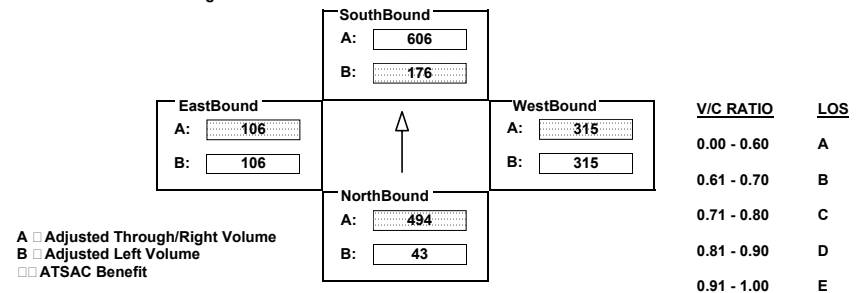 SouthBound
A: 606
B: 176
EastBound
A: 106
B: 106
WestBound
A: 315
B: 315
NorthBound
A: 494
B: 43
A □ Adjusted Through/Right Volume
B □ Adjusted Left Volume
□□ ATSAC Benefit
V/C RATIO LOS
0.00 - 0.60 A
0.61 - 0.70 B
0.71 - 0.80 C
0.81 - 0.90 D
0.91 - 1.00 E